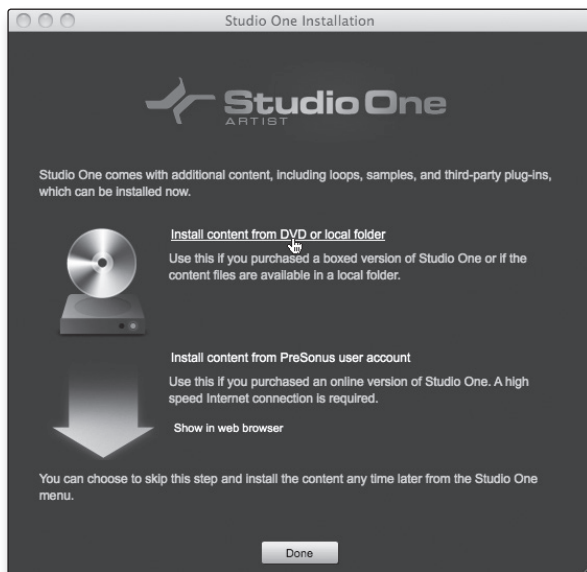 Studio One Installation
Studio One
ARTIST
Studio One comes with additional content, including loops, samples, and third-party plug-ins,
which can be installed now.
Install content from DVD or local folder
Use this if you purchased a boxed version of Studio One or if the
content files are available in a local folder.
Install content from PreSonus user account
Use this if you purchased an online version of Studio One. A high
speed Internet connection is required.
Show in web browser
You can choose to skip this step and install the content any time later from the Studio One
menu.
Done